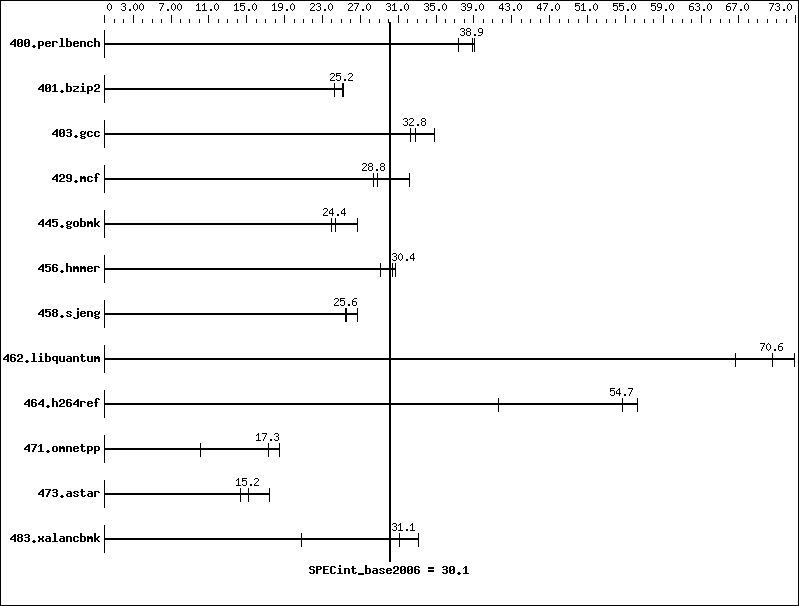 0 3.00 7.00 11.0 15.0 19.0 23.0 27.0 31.0 35.0 39.0 43.0 47.0 51.0 55.0 59.0 63.0 67.0 73.0
400.perlbench 38.9
401.bzip2 25.2
403.gcc 32.8
429.mcf 28.8
445.gobmk 24.4
456.hmmer 30.4
458.sjeng 25.6
462.libquantum 70.6
464.h264ref 54.7
471.omnetpp 17.3
473.astar 15.2
483.xalancbmk 31.1
SPECint_base2006 = 30.1